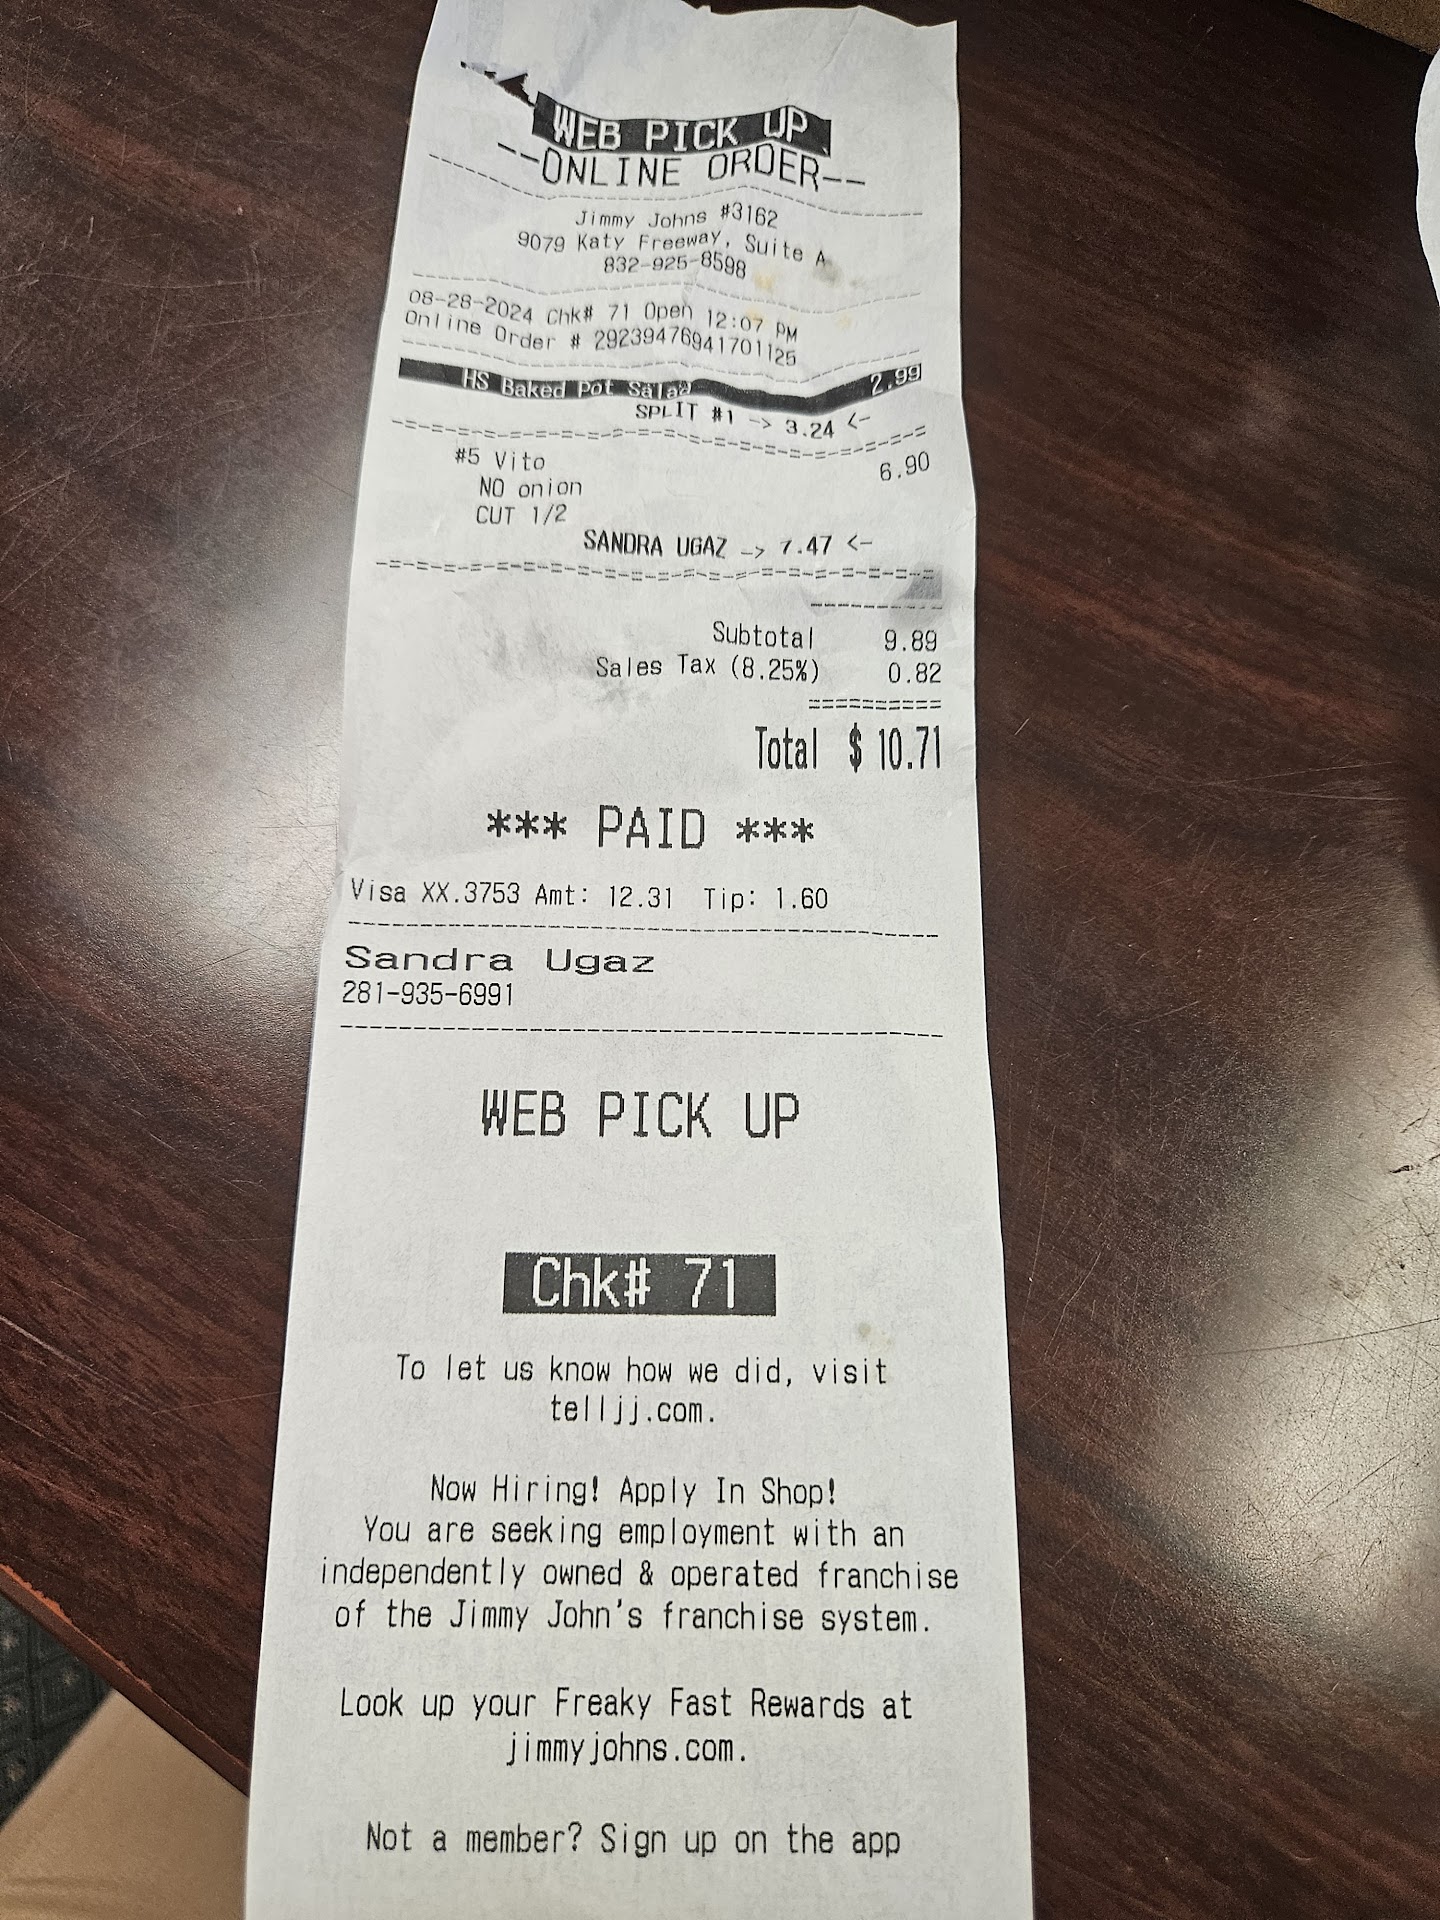 WEB PICK UP
--ONLINE ORDER--
Jimmy Johns #3162
9079 Katy Freeway, Suite A
832-925-8598
08-28-2024 Chk# 71 Open 12:07 PM
Online Order # 29239476941701125
HS Baked Pot Salad 2.99
SPLIT #1 -> 3.24 <-
#5 Vito 6.90
NO onion
CUT 1/2
SANDRA UGAZ -> 7.47 <-
Subtotal 9.89
Sales Tax (8.25%) 0.82
Total $ 10.71
*** PAID ***
Visa XX.3753 Amt: 12.31 Tip: 1.60
Sandra Ugaz
281-935-6991
WEB PICK UP
Chk# 71
To let us know how we did, visit
telljj.com.
Now Hiring! Apply In Shop!
You are seeking employment with an
independently owned & operated franchise
of the Jimmy John's franchise system.
Look up your Freaky Fast Rewards at
jimmyjohns.com.
Not a member? Sign up on the app